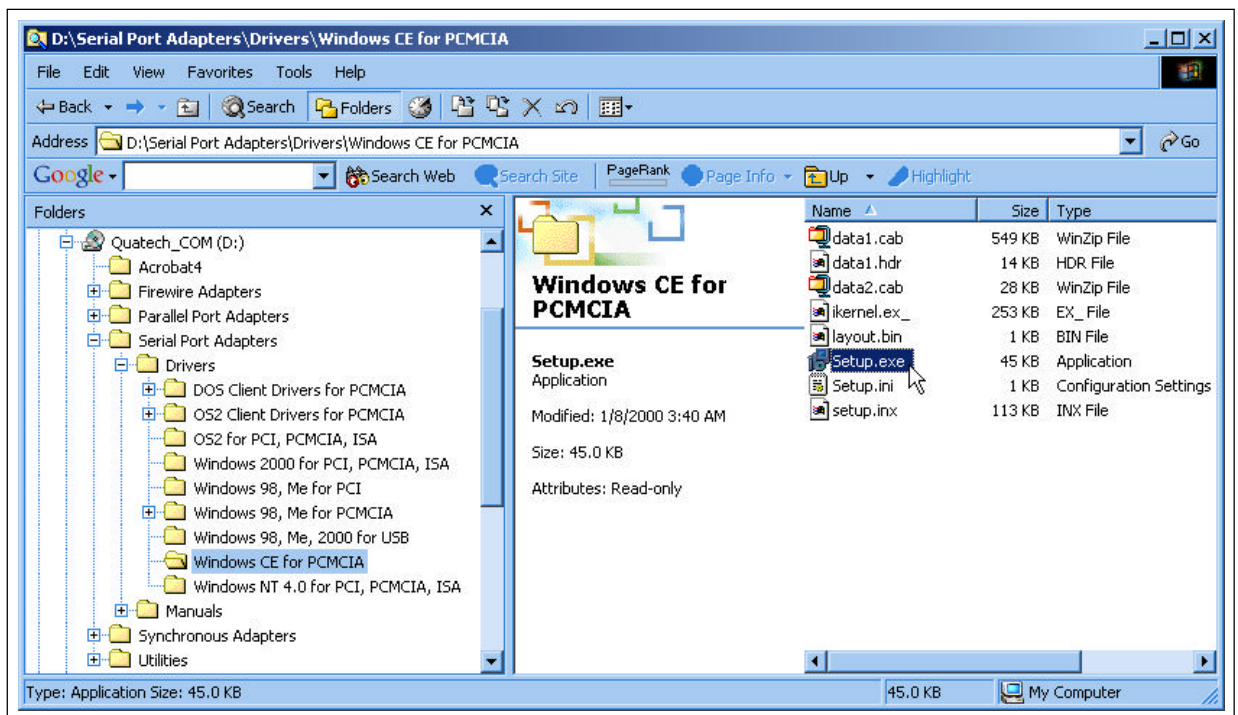 D:\Serial Port Adapters\Drivers\Windows CE for PCMCIA
File Edit View Favorites Tools Help
Back Search Folders
Address D:\Serial Port Adapters\Drivers\Windows CE for PCMCIA Go
Google Search Web Search Site PageRank Page Info Up Highlight
Folders x
Quatech_COM (D:)
Acrobat4
Firewire Adapters
Parallel Port Adapters
Serial Port Adapters
Drivers
DOS Client Drivers for PCMCIA
OS2 Client Drivers for PCMCIA
OS2 for PCI, PCMCIA, ISA
Windows 2000 for PCI, PCMCIA, ISA
Windows 98, Me for PCI
Windows 98, Me for PCMCIA
Windows 98, Me, 2000 for USB
Windows CE for PCMCIA
Windows NT 4.0 for PCI, PCMCIA, ISA
Manuals
Synchronous Adapters
Utilities
Windows CE for
PCMCIA
Setup.exe
Application
Modified: 1/8/2000 3:40 AM
Size: 45.0 KB
Attributes: Read-only
Name Size Type
data1.cab 549 KB WinZip File
data1.hdr 14 KB HDR File
data2.cab 28 KB WinZip File
ikernel.ex_ 253 KB EX_ File
layout.bin 1 KB BIN File
Setup.exe 45 KB Application
Setup.ini 1 KB Configuration Settings
setup.inx 113 KB INX File
Type: Application Size: 45.0 KB 45.0 KB My Computer